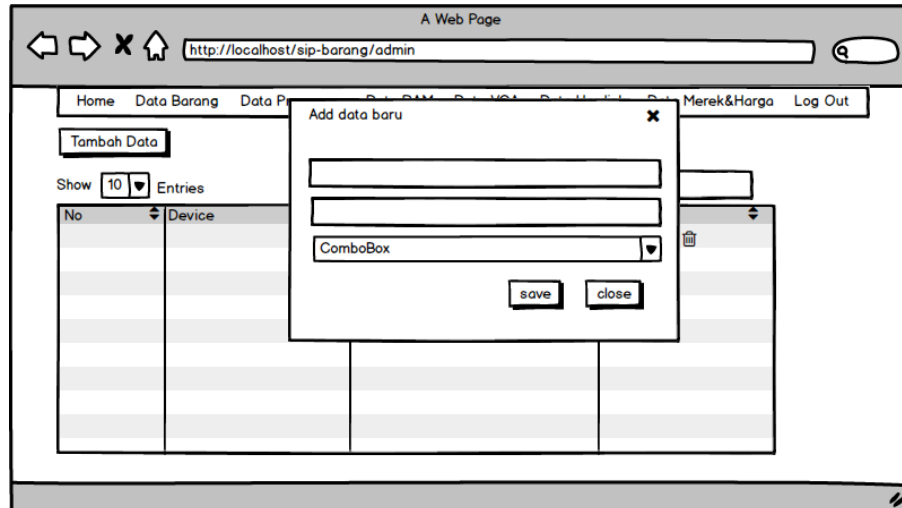 A Web Page
http://localhost/sip-barang/admin
Home Data Barang Data Merek&Harga Log Out
Add data baru
Tambah Data
Show 10 Entries
No Device
ComboBox
save close